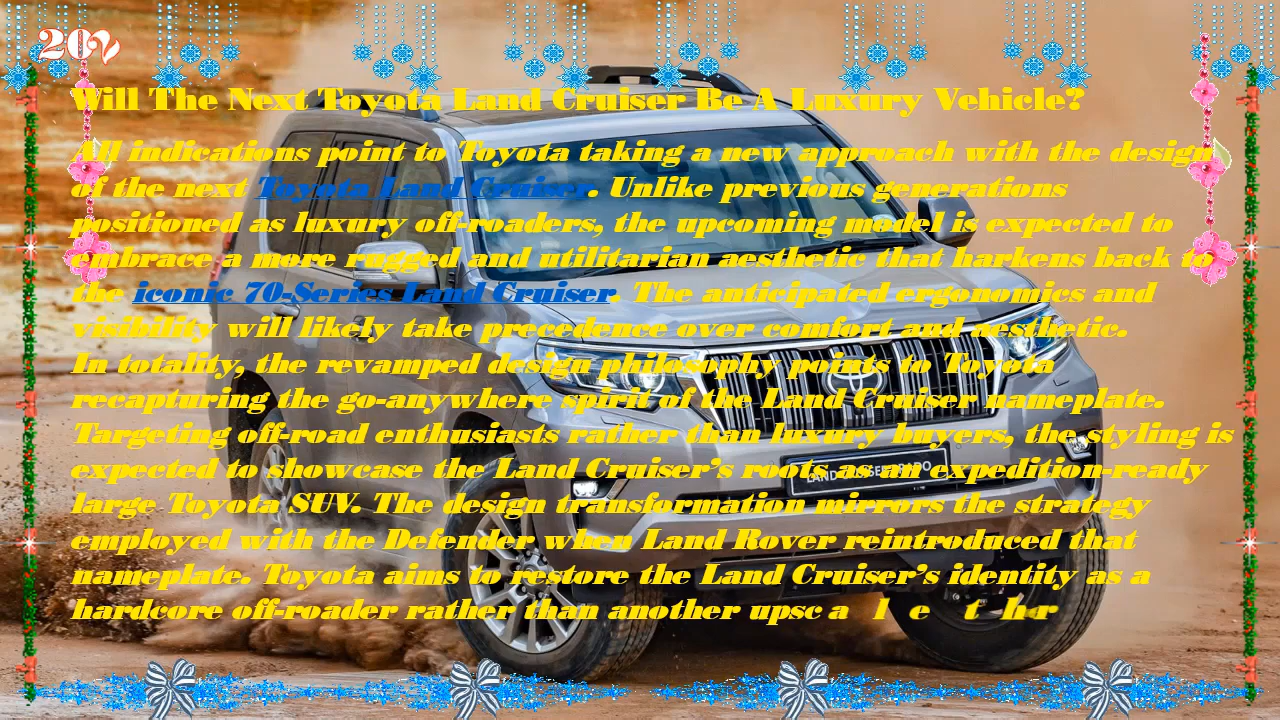 202
Will The Next Toyota Land Cruiser Be A Luxury Vehicle?
All indications point to Toyota taking a new approach with the design
of the next Toyota Land Cruiser. Unlike previous generations
positioned as luxury off-roaders, the upcoming model is expected to
embrace a more rugged and utilitarian aesthetic that harkens back to
the iconic 70-Series Land Cruiser. The anticipated ergonomics and
visibility will likely take precedence over comfort and aesthetic.
In totality, the revamped design philosophy points to Toyota
recapturing the go-anywhere spirit of the Land Cruiser nameplate.
Targeting off-road enthusiasts rather than luxury buyers, the styling is
expected to showcase the Land Cruiser's roots as an expedition-ready
large Toyota SUV. The design transformation mirrors the strategy
employed with the Defender when Land Rover reintroduced that
nameplate. Toyota aims to restore the Land Cruiser's identity as a
hardcore off-roader rather than another upsc a l e t hr
LAND CRUISER PRADO